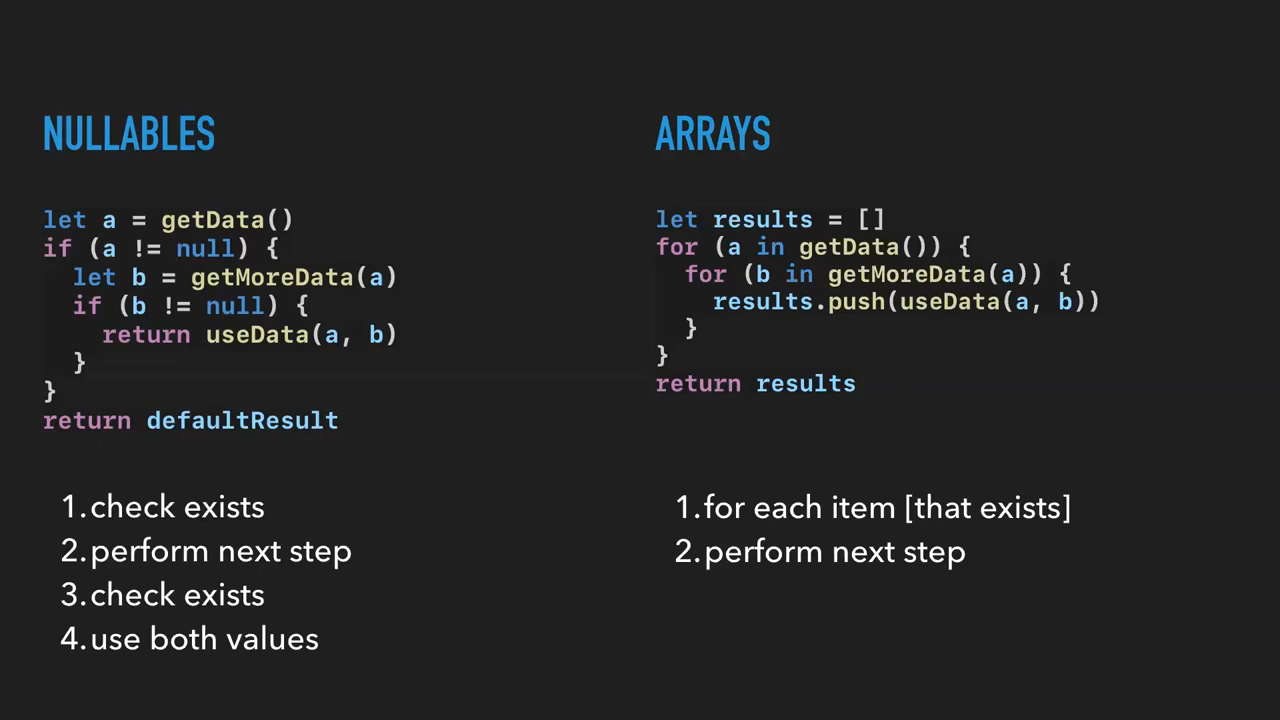 NULLABLES
let a = getData()
if (a != null) {
  let b = getMoreData(a)
  if (b != null) {
    return useData(a, b)
  }
}
return defaultResult
1. check exists
2. perform next step
3. check exists
4. use both values
ARRAYS
let results = []
for (a in getData()) {
  for (b in getMoreData(a)) {
    results.push(useData(a, b))
  }
}
return results
1. for each item [that exists]
2. perform next step